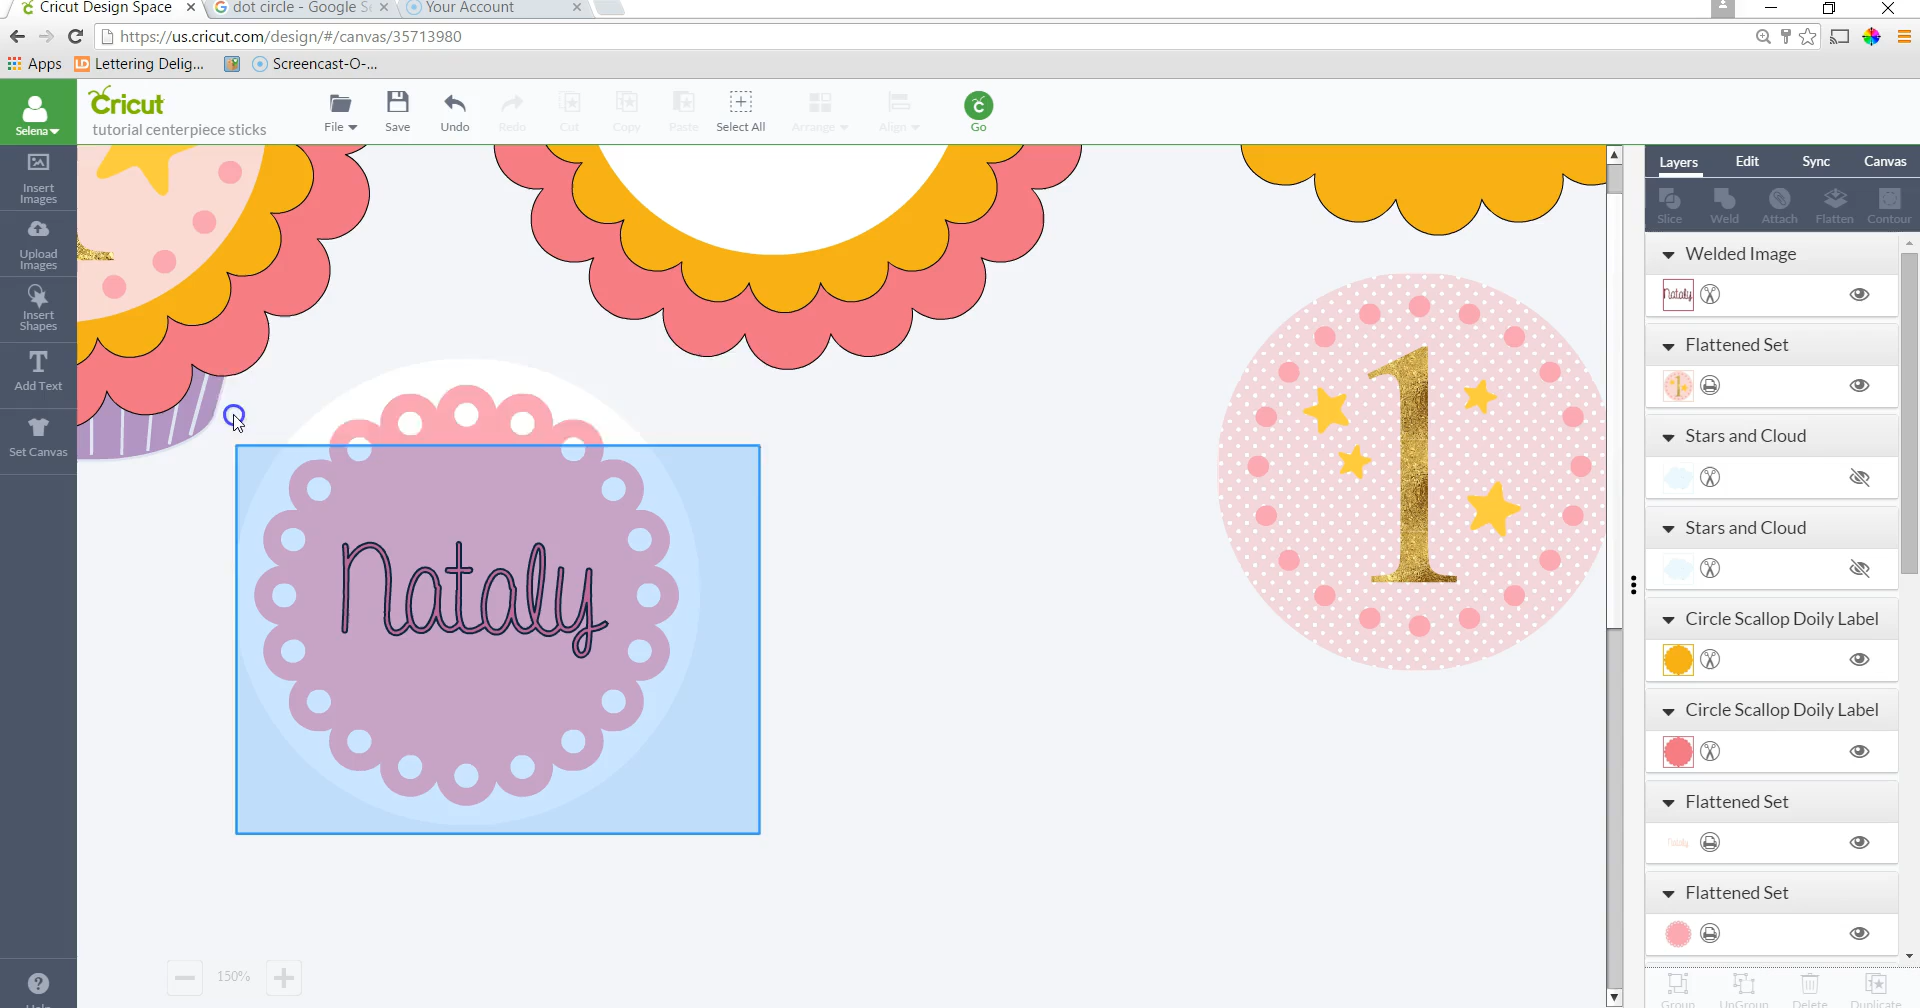 Cricut Design Space
dot circle - Google S
Your Account
https://us.cricut.com/design/#/canvas/35713980
Apps
Lettering Delig...
Screencast-O-...
Selena
Cricut
tutorial centerpiece sticks
File
Save
Undo
Redo
Cut
Copy
Paste
Select All
Arrange
Align
Go
Insert
Images
Upload
Images
Insert
Shapes
Add Text
Set Canvas
Nataly
1
150%
Layers
Edit
Sync
Canvas
Slice
Weld
Attach
Flatten
Contour
Welded Image
Nataly
Flattened Set
1
Stars and Cloud
Stars and Cloud
Circle Scallop Doily Label
Circle Scallop Doily Label
Flattened Set
Nataly
Flattened Set
Group
UnGroup
Delete
Duplicate